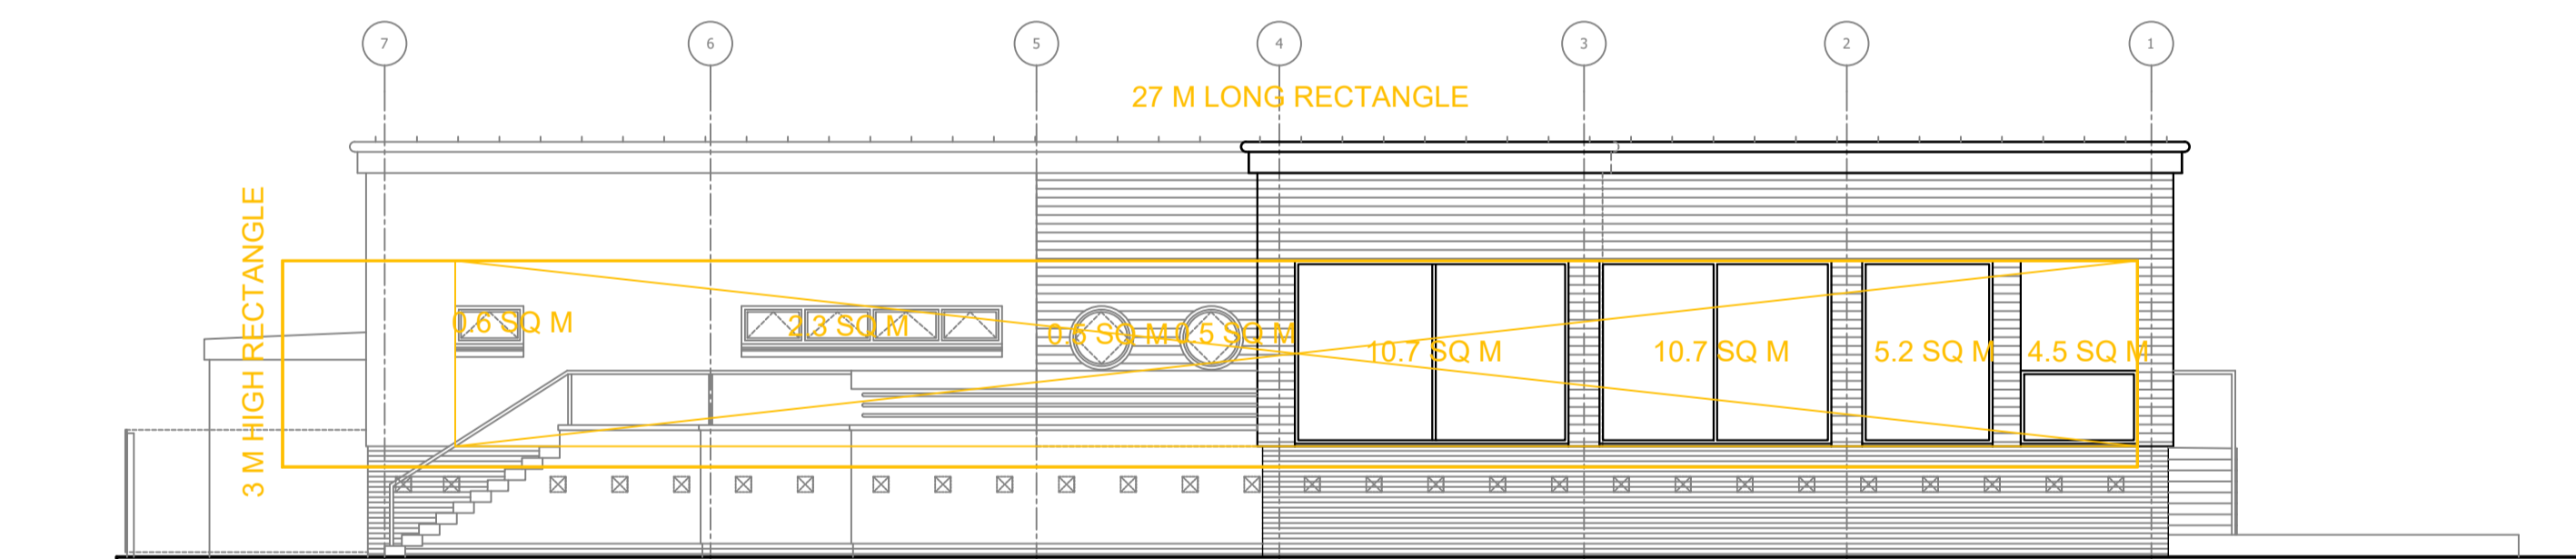 7 6 5 4 3 2 1
27 M LONG RECTANGLE
3 M HIGH RECTANGLE
0.6 SQ M
2.3 SQ M
0.5 SQ M
0.5 SQ M
10.7 SQ M
10.7 SQ M
5.2 SQ M
4.5 SQ M